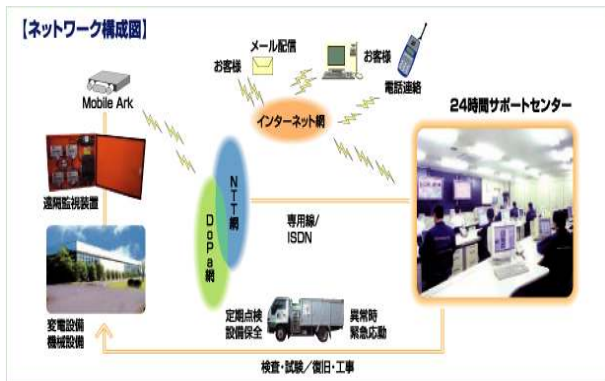 【ネットワーク構成図】
メール配信
お客様
お客様
電話連絡
Mobile Ark
インターネット網
24時間サポートセンター
遠隔監視装置
NTT網
DoPa網
専用線/
ISDN
変電設備
機械設備
定期点検
設備保全
異常時
緊急応動
検査・試験／復旧・工事